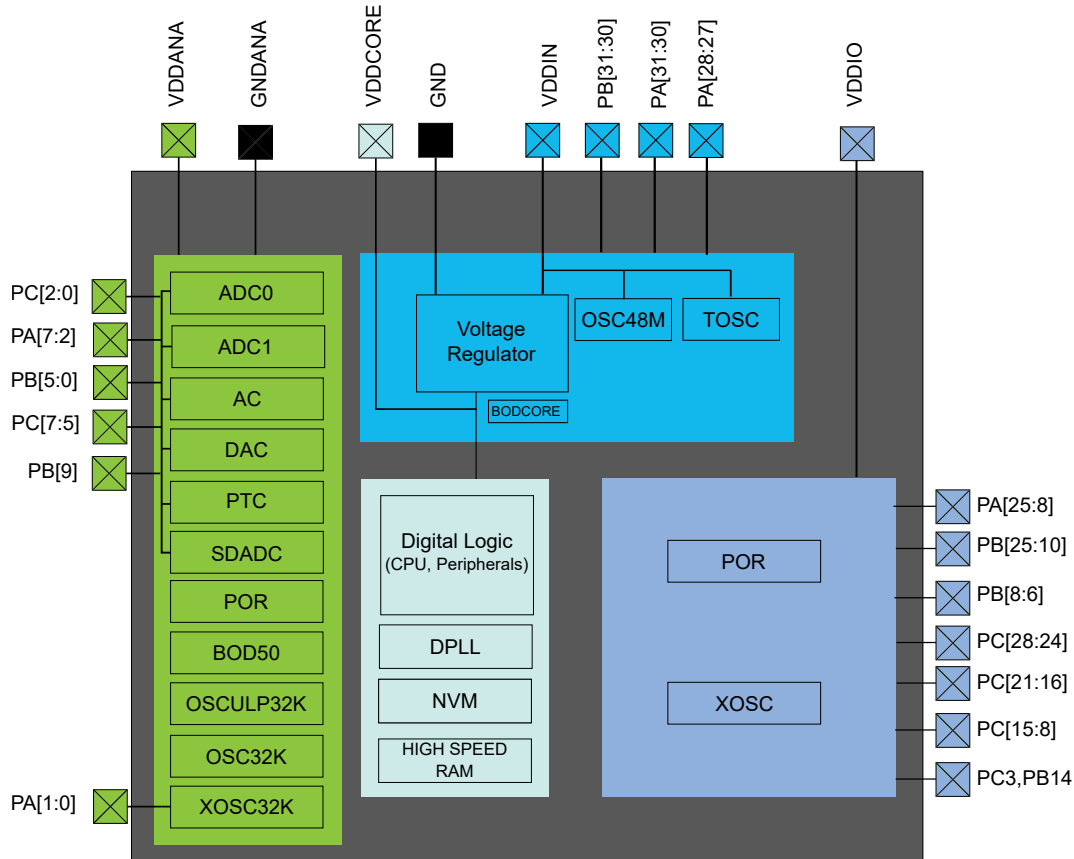 VDDANA
GNDANA
VDDCORE
GND
VDDIN
PB[31:30]
PA[31:30]
PA[28:27]
VDDIO
PC[2:0]
PA[7:2]
PB[5:0]
PC[7:5]
PB[9]
PA[1:0]
ADC0
ADC1
AC
DAC
PTC
SDADC
POR
BOD50
OSCULP32K
OSC32K
XOSC32K
Voltage
Regulator
OSC48M
TOSC
BODCORE
Digital Logic
(CPU, Peripherals)
DPLL
NVM
HIGH SPEED
RAM
POR
XOSC
PA[25:8]
PB[25:10]
PB[8:6]
PC[28:24]
PC[21:16]
PC[15:8]
PC3,PB14